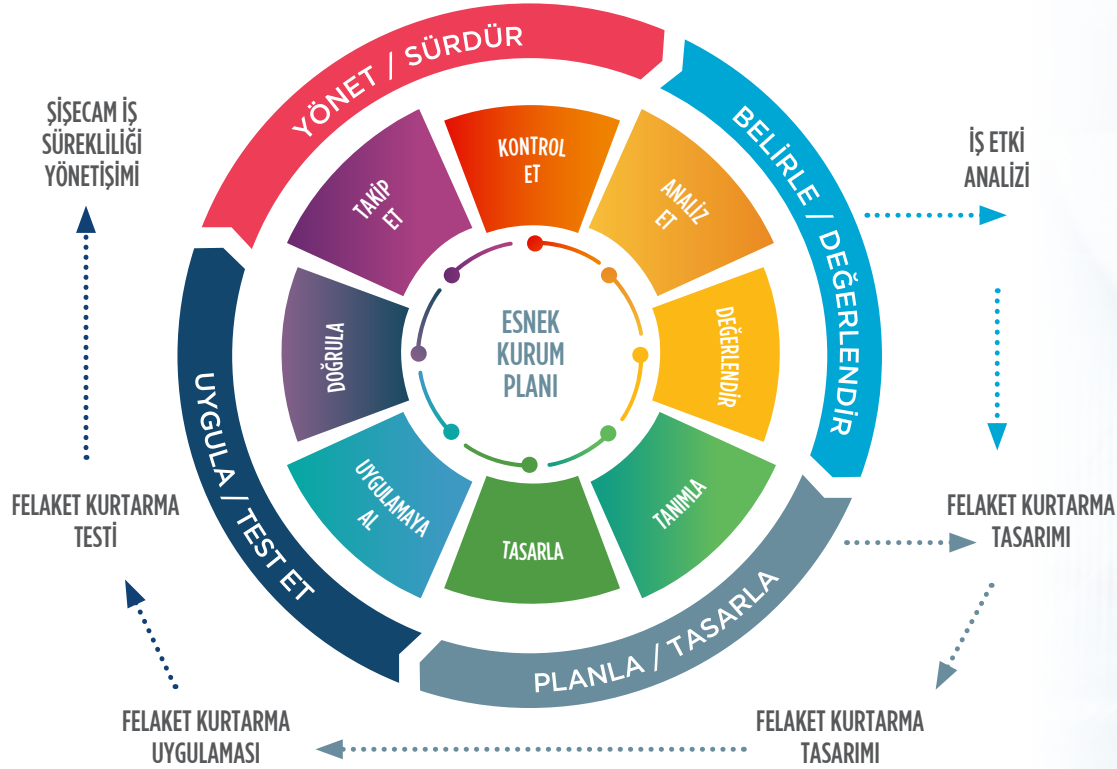 YÖNET / SÜRDÜR
BELİRLE / DEĞERLENDİR
PLANLA / TASARLA
UYGULA / TEST ET
KONTROL
ET
ANALİZ
ET
DEĞERLENDİR
TANIMLA
TASARLA
UYGULAMAYA
AL
DOĞRULA
TAKİP
ET
ESNEK
KURUM
PLANI
ŞİŞECAM İŞ
SÜREKLİLİĞİ
YÖNETİŞİMİ
İŞ ETKİ
ANALİZİ
FELAKET KURTARMA
TASARIMI
FELAKET KURTARMA
TASARIMI
FELAKET KURTARMA
UYGULAMASI
FELAKET KURTARMA
TESTİ